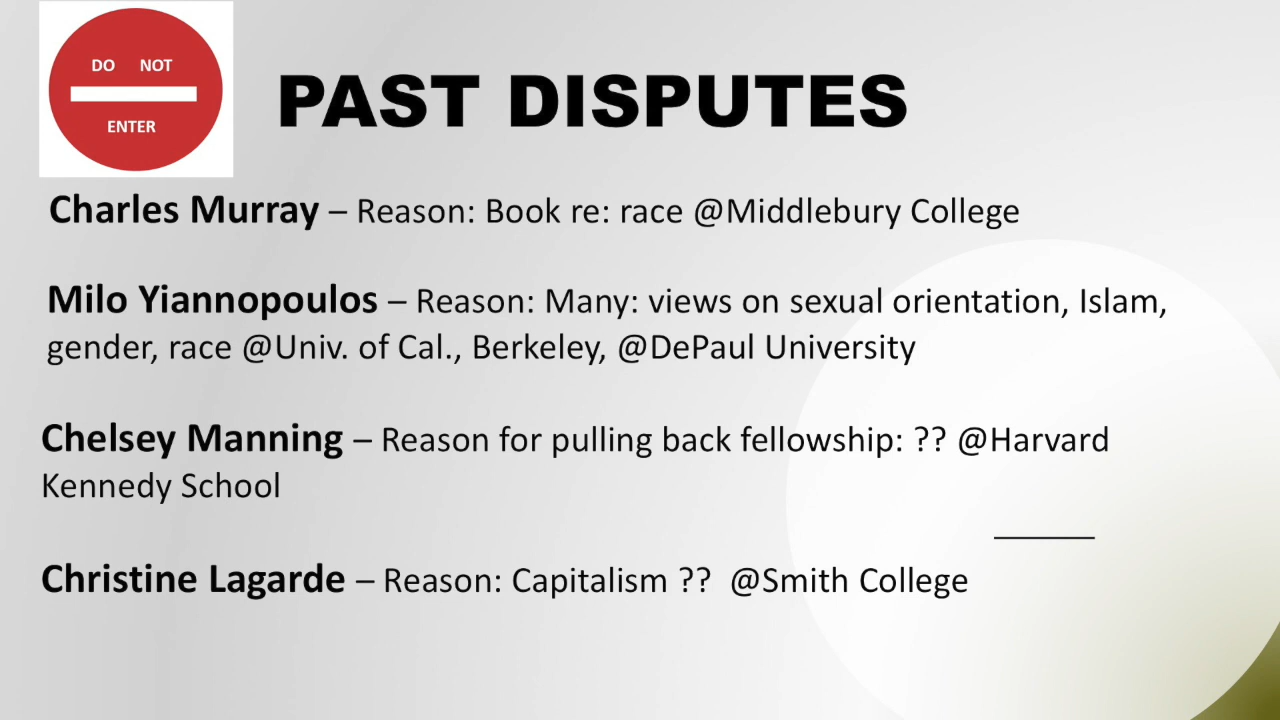 DO NOT
ENTER
PAST DISPUTES
Charles Murray – Reason: Book re: race @Middlebury College
Milo Yiannopoulos – Reason: Many: views on sexual orientation, Islam,
gender, race @Univ. of Cal., Berkeley, @DePaul University
Chelsey Manning – Reason for pulling back fellowship: ?? @Harvard
Kennedy School
Christine Lagarde – Reason: Capitalism ?? @Smith College